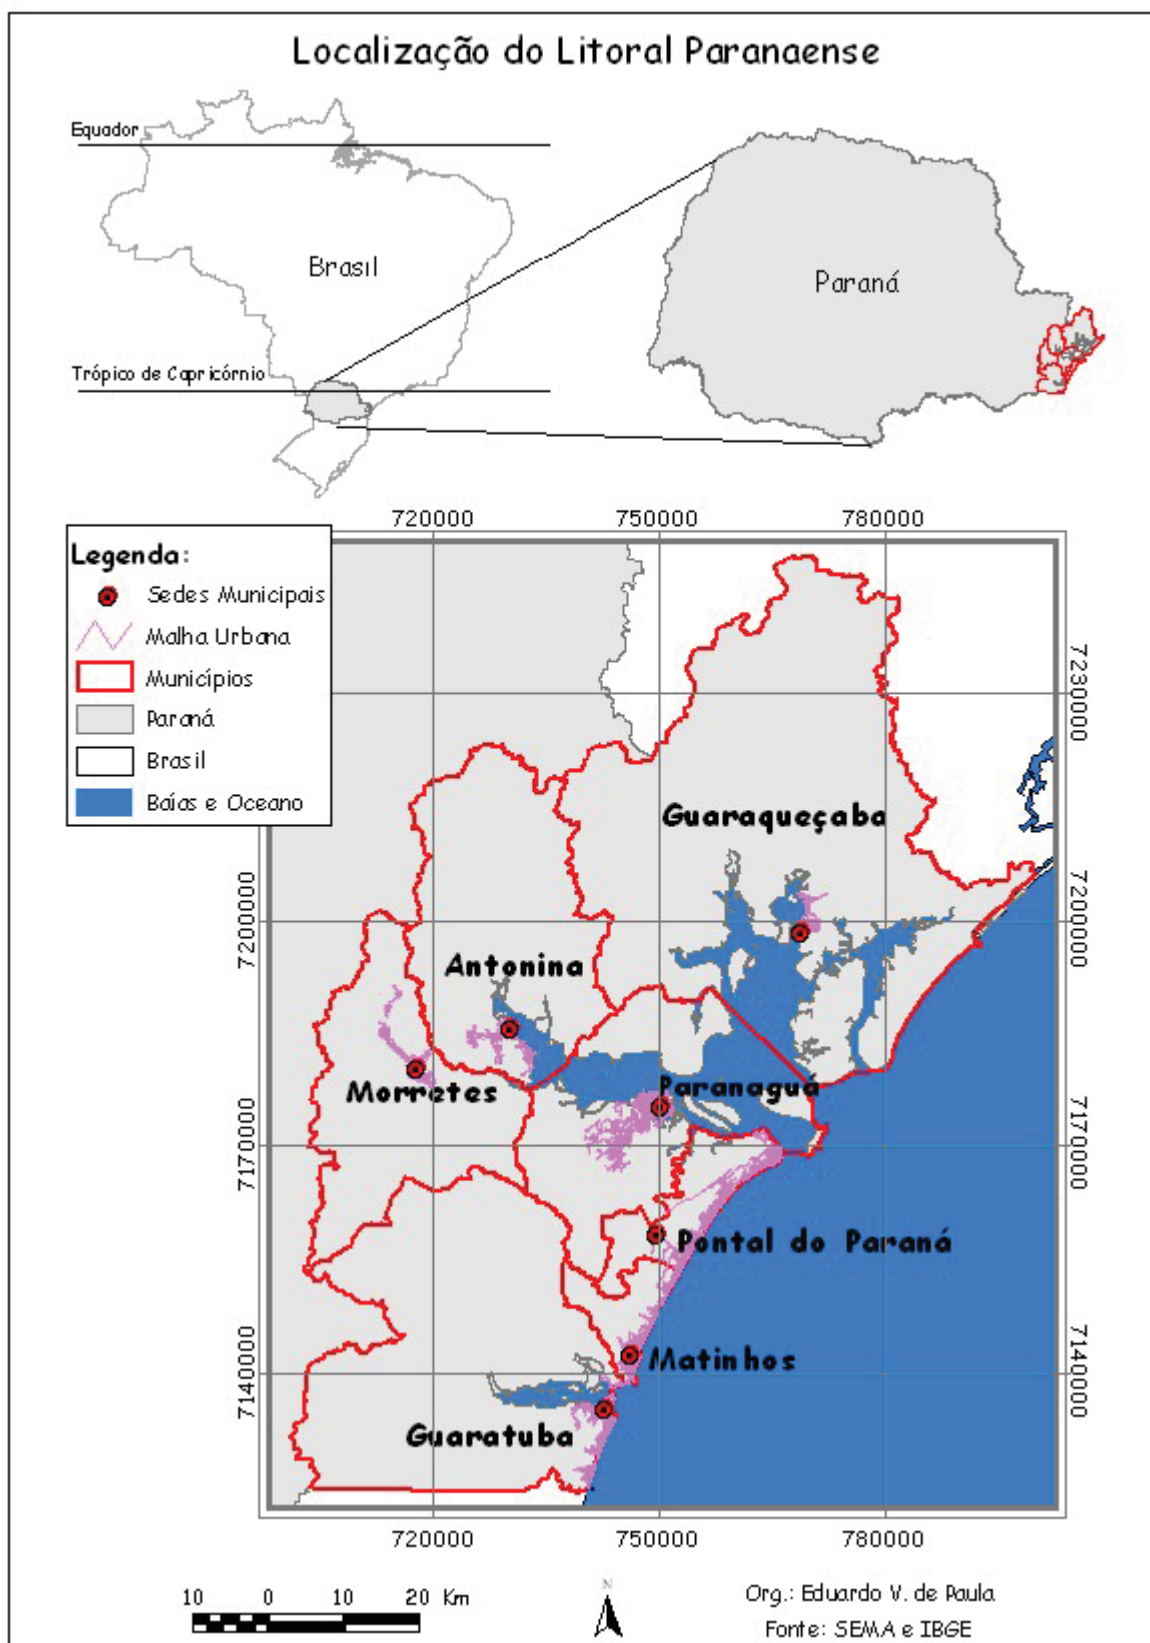 Localização do Litoral Paranaense
Equador
Brasil
Paraná
Trópico de Capricórnio
720000 750000 780000
Legenda:
Sedes Municipais
Malha Urbana
Municípios
Paraná
Brasil
Baías e Oceano
7230000
7230000
Guaraqueçaba
7200000
7200000
Antonina
Morretes
Paranaguá
7170000
7170000
Pontal do Paraná
Matinhos
7140000
7140000
Guaratuba
720000 750000 780000
10 0 10 20 Km
N
Org.: Eduardo V. de Paula
Fonte: SEMA e IBGE